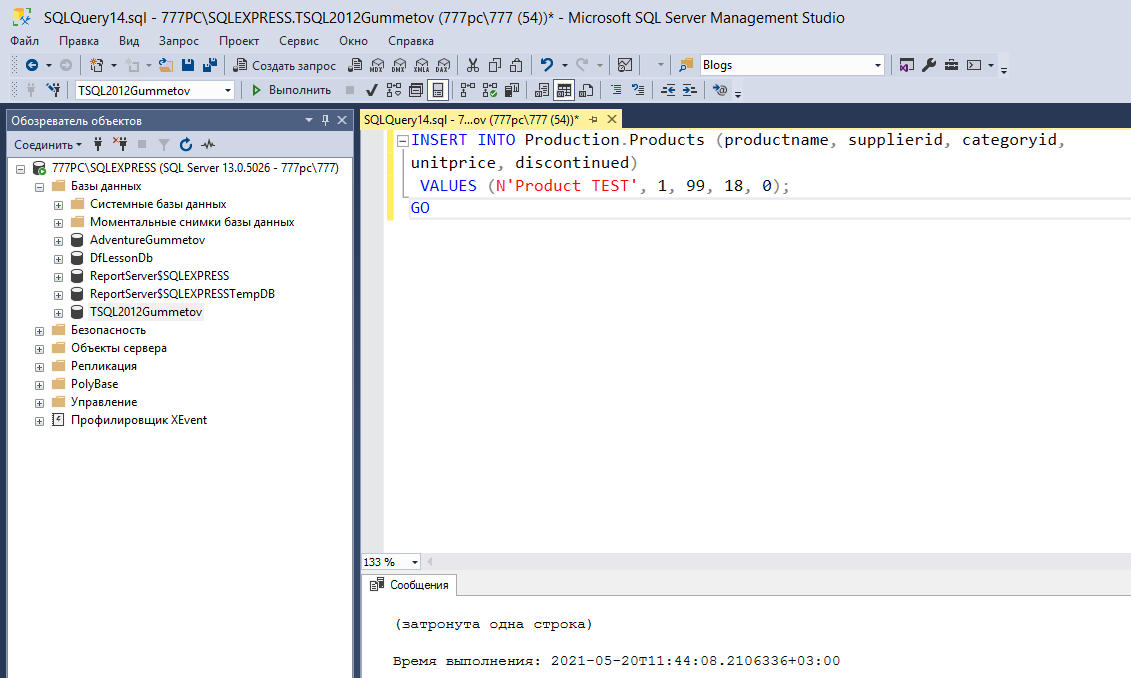 SQLQuery14.sql - 777PC\SQLEXPRESS.TSQL2012Gummetov (777pc\777 (54))* - Microsoft SQL Server Management Studio
Файл Правка Вид Запрос Проект Сервис Окно Справка
Создать запрос MDX DMX XMLA DAX Blogs
TSQL2012Gummetov Выполнить
Обозреватель объектов
Соединить
777PC\SQLEXPRESS (SQL Server 13.0.5026 - 777pc\777)
Базы данных
Системные базы данных
Моментальные снимки базы данных
AdventureGummetov
DfLessonDb
ReportServer$SQLEXPRESS
ReportServer$SQLEXPRESSTempDB
TSQL2012Gummetov
Безопасность
Объекты сервера
Репликация
PolyBase
Управление
Профилировщик XEvent
SQLQuery14.sql - 7...ov (777pc\777 (54))*
INSERT INTO Production.Products (productname, supplierid, categoryid,
unitprice, discontinued)
VALUES (N'Product TEST', 1, 99, 18, 0);
GO
133 %
Сообщения
(затронута одна строка)
Время выполнения: 2021-05-20T11:44:08.2106336+03:00